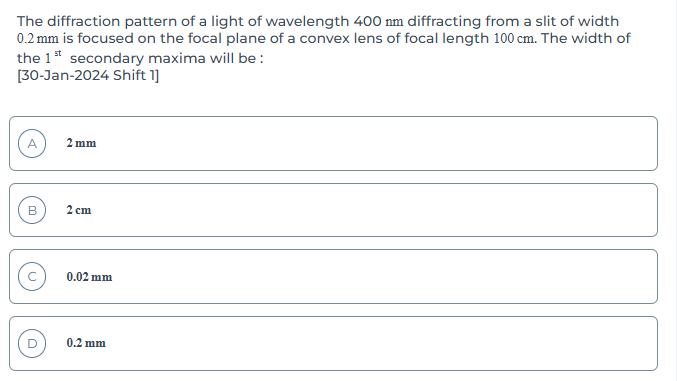 The diffraction pattern of a light of wavelength 400 nm diffracting from a slit of width
0.2 mm is focused on the focal plane of a convex lens of focal length 100 cm. The width of
the 1 st secondary maxima will be :
[30-Jan-2024 Shift 1]
A 2 mm
B 2 cm
C 0.02 mm
D 0.2 mm